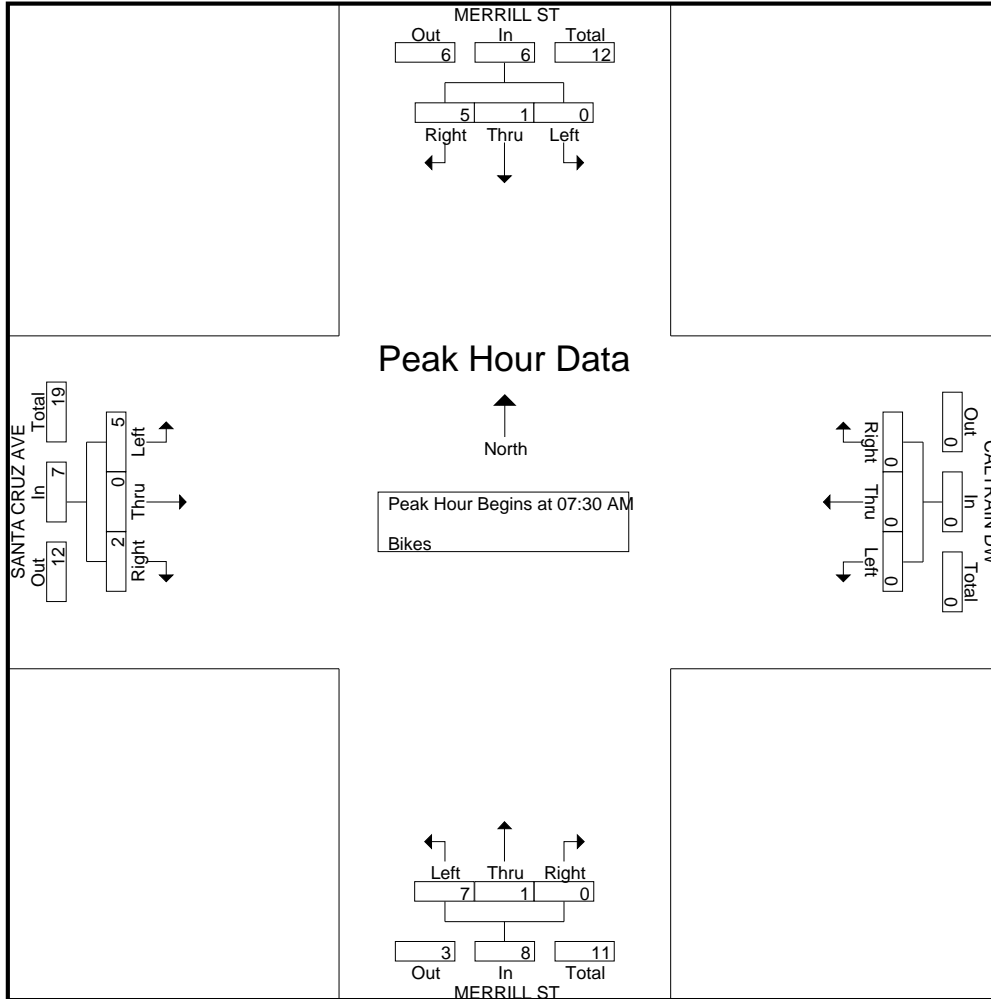 MERRILL ST
Out In Total
6 6 12
5 1 0
Right Thru Left
Peak Hour Data
North
Peak Hour Begins at 07:30 AM
Bikes
SANTA CRUZ AVE
Total In Out
19 7 12
5 0 2
Left Thru Right
CALTRAIN DW
Out In Total
0 0 0
Right Thru Left
0 0 0
Left Thru Right
7 1 0
3 8 11
Out In Total
MERRILL ST